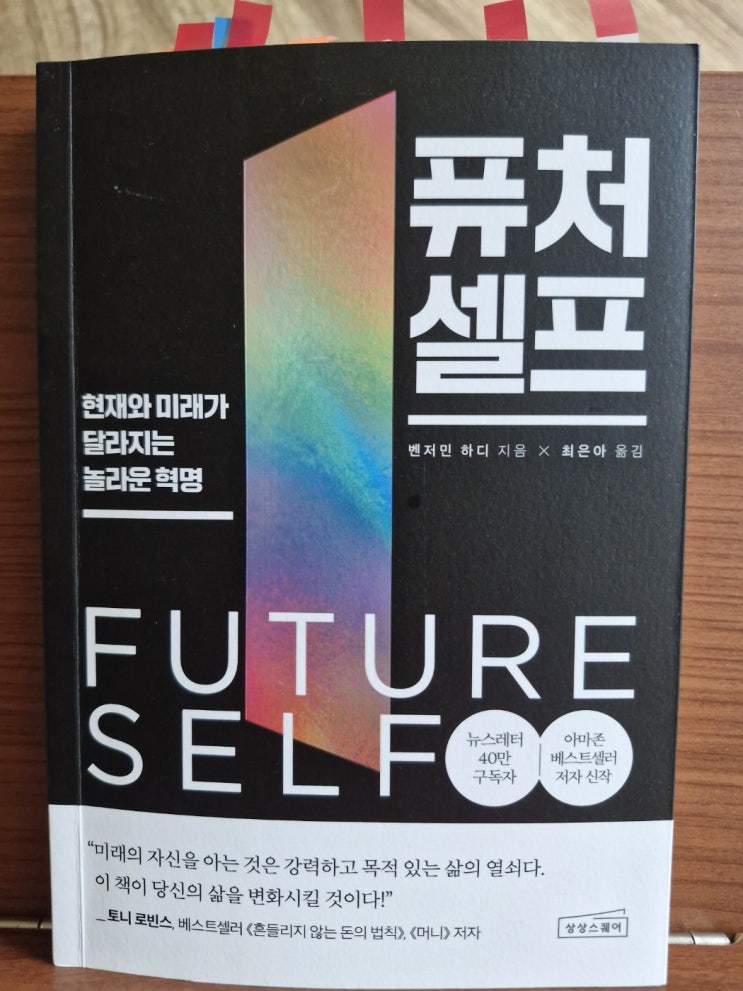 퓨처
셀프
벤저민 하디 지음 × 최은아 옮김
현재와 미래가
달라지는
놀라운 혁명
FUTURE
SELF
뉴스레터
40만
구독자
아마존
베스트셀러
저자 신작
“미래의 자신을 아는 것은 강력하고 목적 있는 삶의 열쇠다.
이 책이 당신의 삶을 변화시킬 것이다!”
_ 토니 로빈스, 베스트셀러 《흔들리지 않는 돈의 법칙》, 《머니》 저자
상상스퀘어